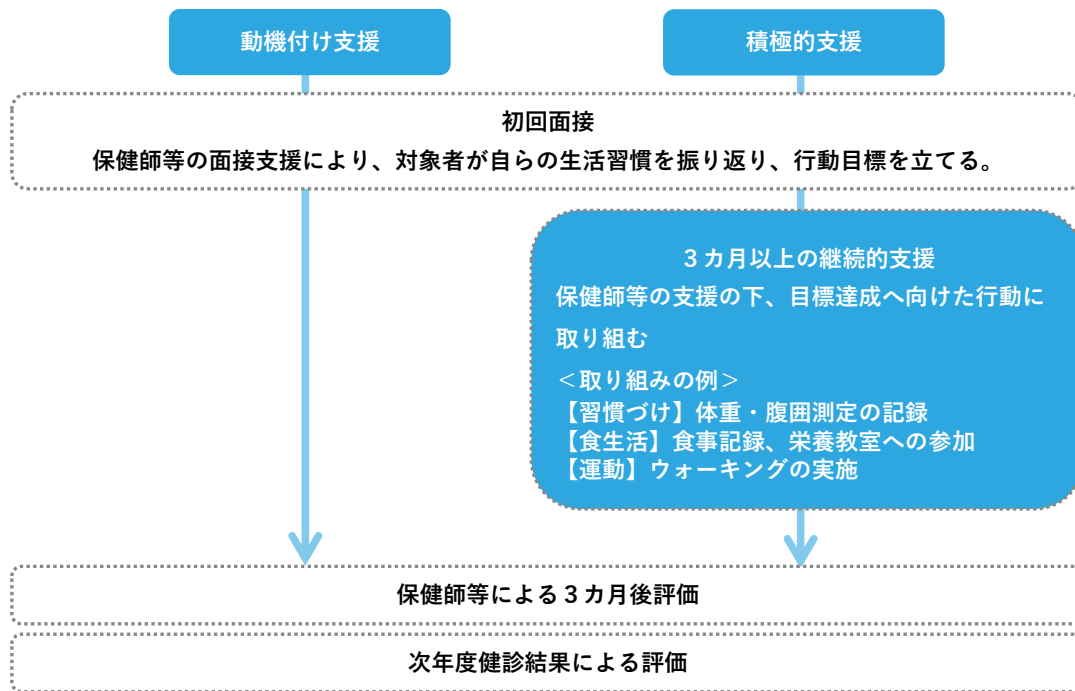 動機付け支援
積極的支援
初回面接
保健師等の面接支援により、対象者が自らの生活習慣を振り返り、行動目標を立てる。
３カ月以上の継続的支援
保健師等の支援の下、目標達成へ向けた行動に
取り組む
＜取り組みの例＞
【習慣づけ】体重・腹囲測定の記録
【食生活】食事記録、栄養教室への参加
【運動】ウォーキングの実施
保健師等による３カ月後評価
次年度健診結果による評価